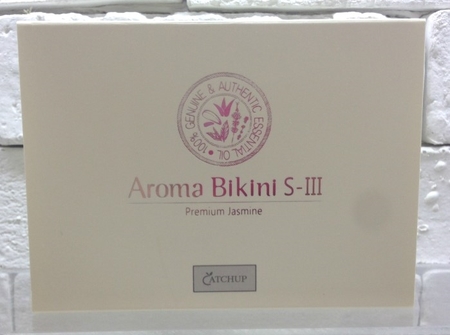 100% GENUINE & AUTHENTIC ESSENTIAL OIL
Aroma Bikini S-III
Premium Jasmine
CATCHUP